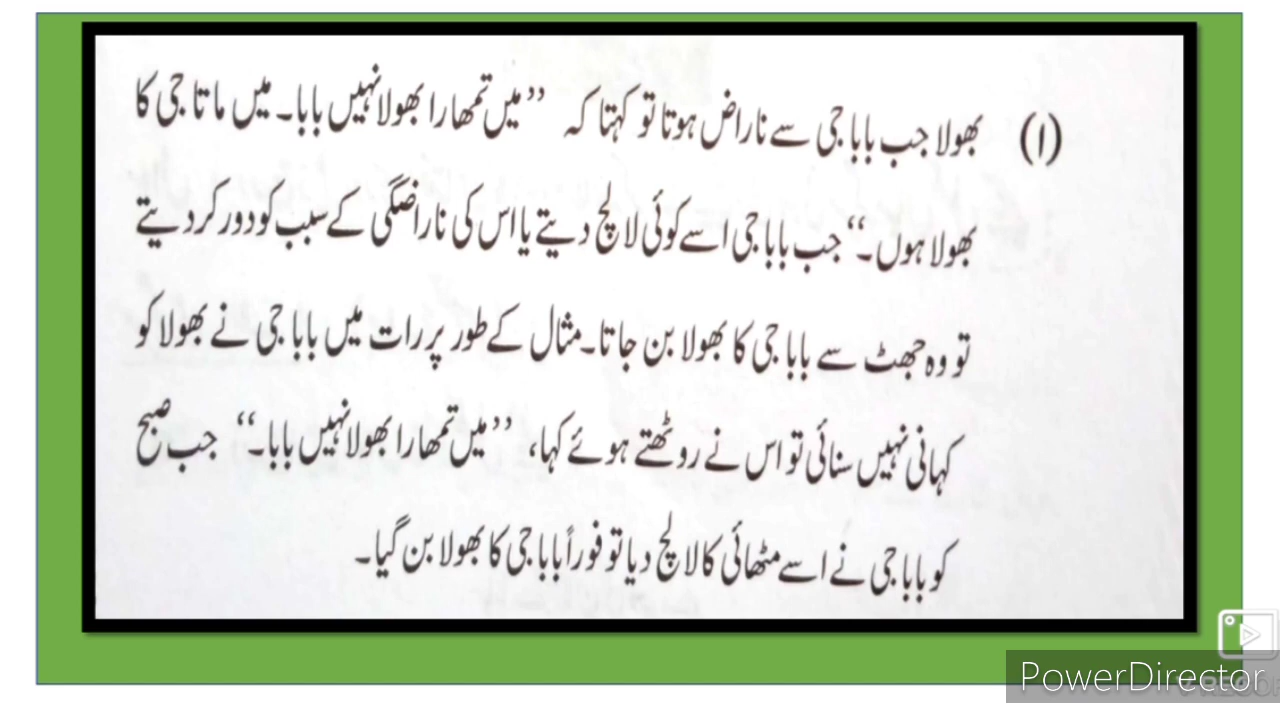 (۱) بھولا جب بابا جی سے ناراض ہوتا تو کہتا کہ ”میں تمھارا بھولا نہیں بابا۔ میں ماتا جی کا
بھولا ہوں۔“ جب بابا جی اسے کوئی لالچ دیتے یا اس کی ناراضگی کے سبب کو دور کر دیتے
تو وہ جھٹ سے بابا جی کا بھولا بن جاتا۔ مثال کے طور پر رات میں بابا جی نے بھولا کو
کہانی نہیں سنائی تو اس نے روٹھتے ہوئے کہا، ”میں تمھارا بھولا نہیں بابا۔“ جب صبح
کو بابا جی نے اسے مٹھائی کا لالچ دیا تو فوراً بابا جی کا بھولا بن گیا۔
PowerDirector